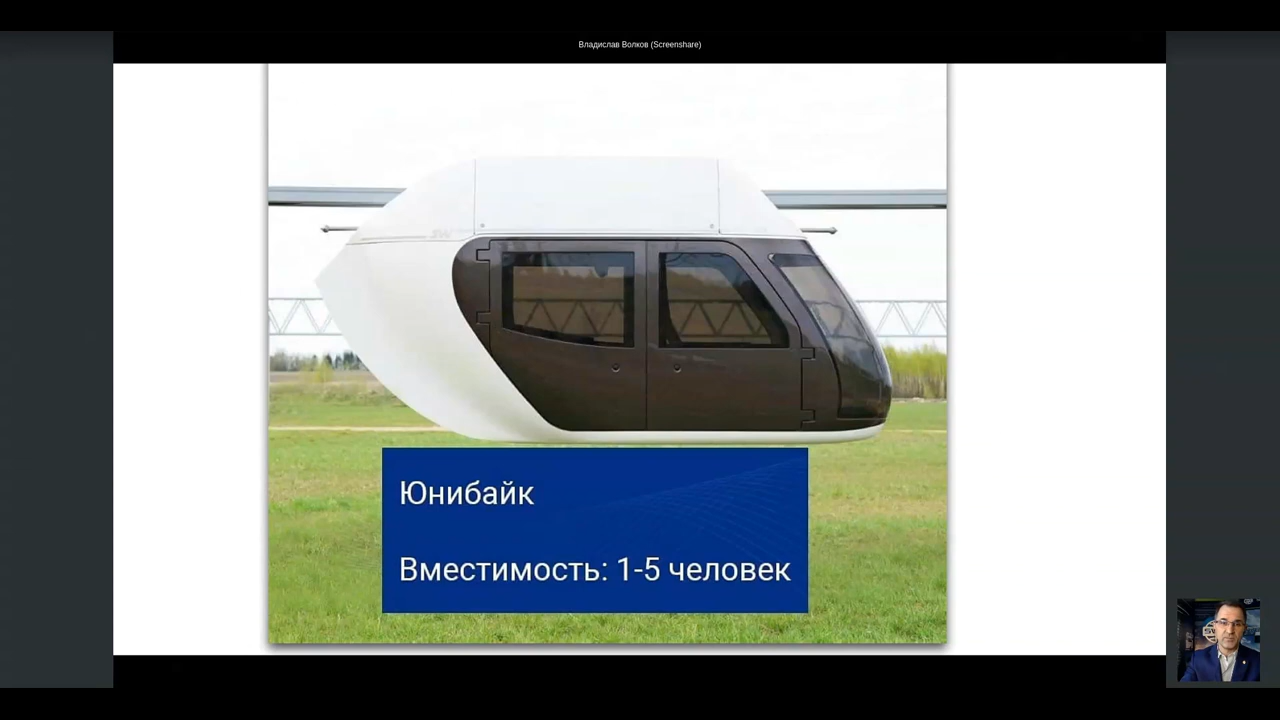 Владислав Волков (Screenshare)
Юнибайк
Вместимость: 1-5 человек